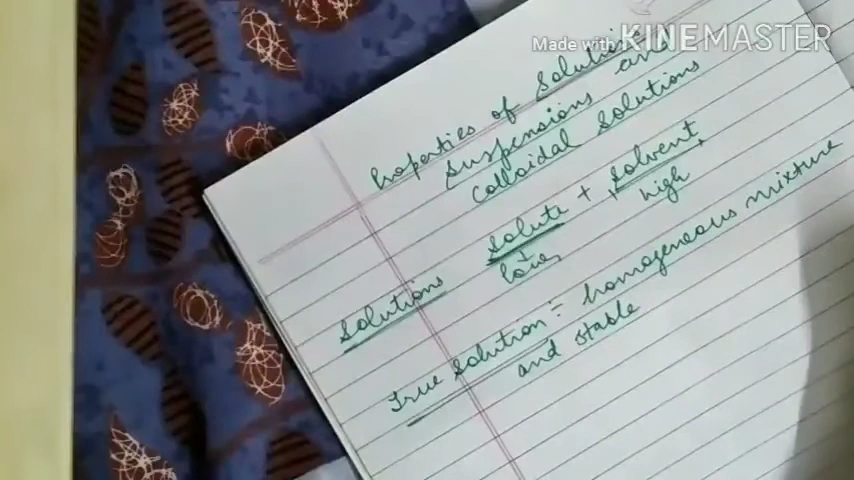 Made with KINEMASTER
Properties of Solutions
Suspensions and
Colloidal Solutions
Solutions Solute + Solvent
low high
True Solution:- homogeneous mixture
and stable